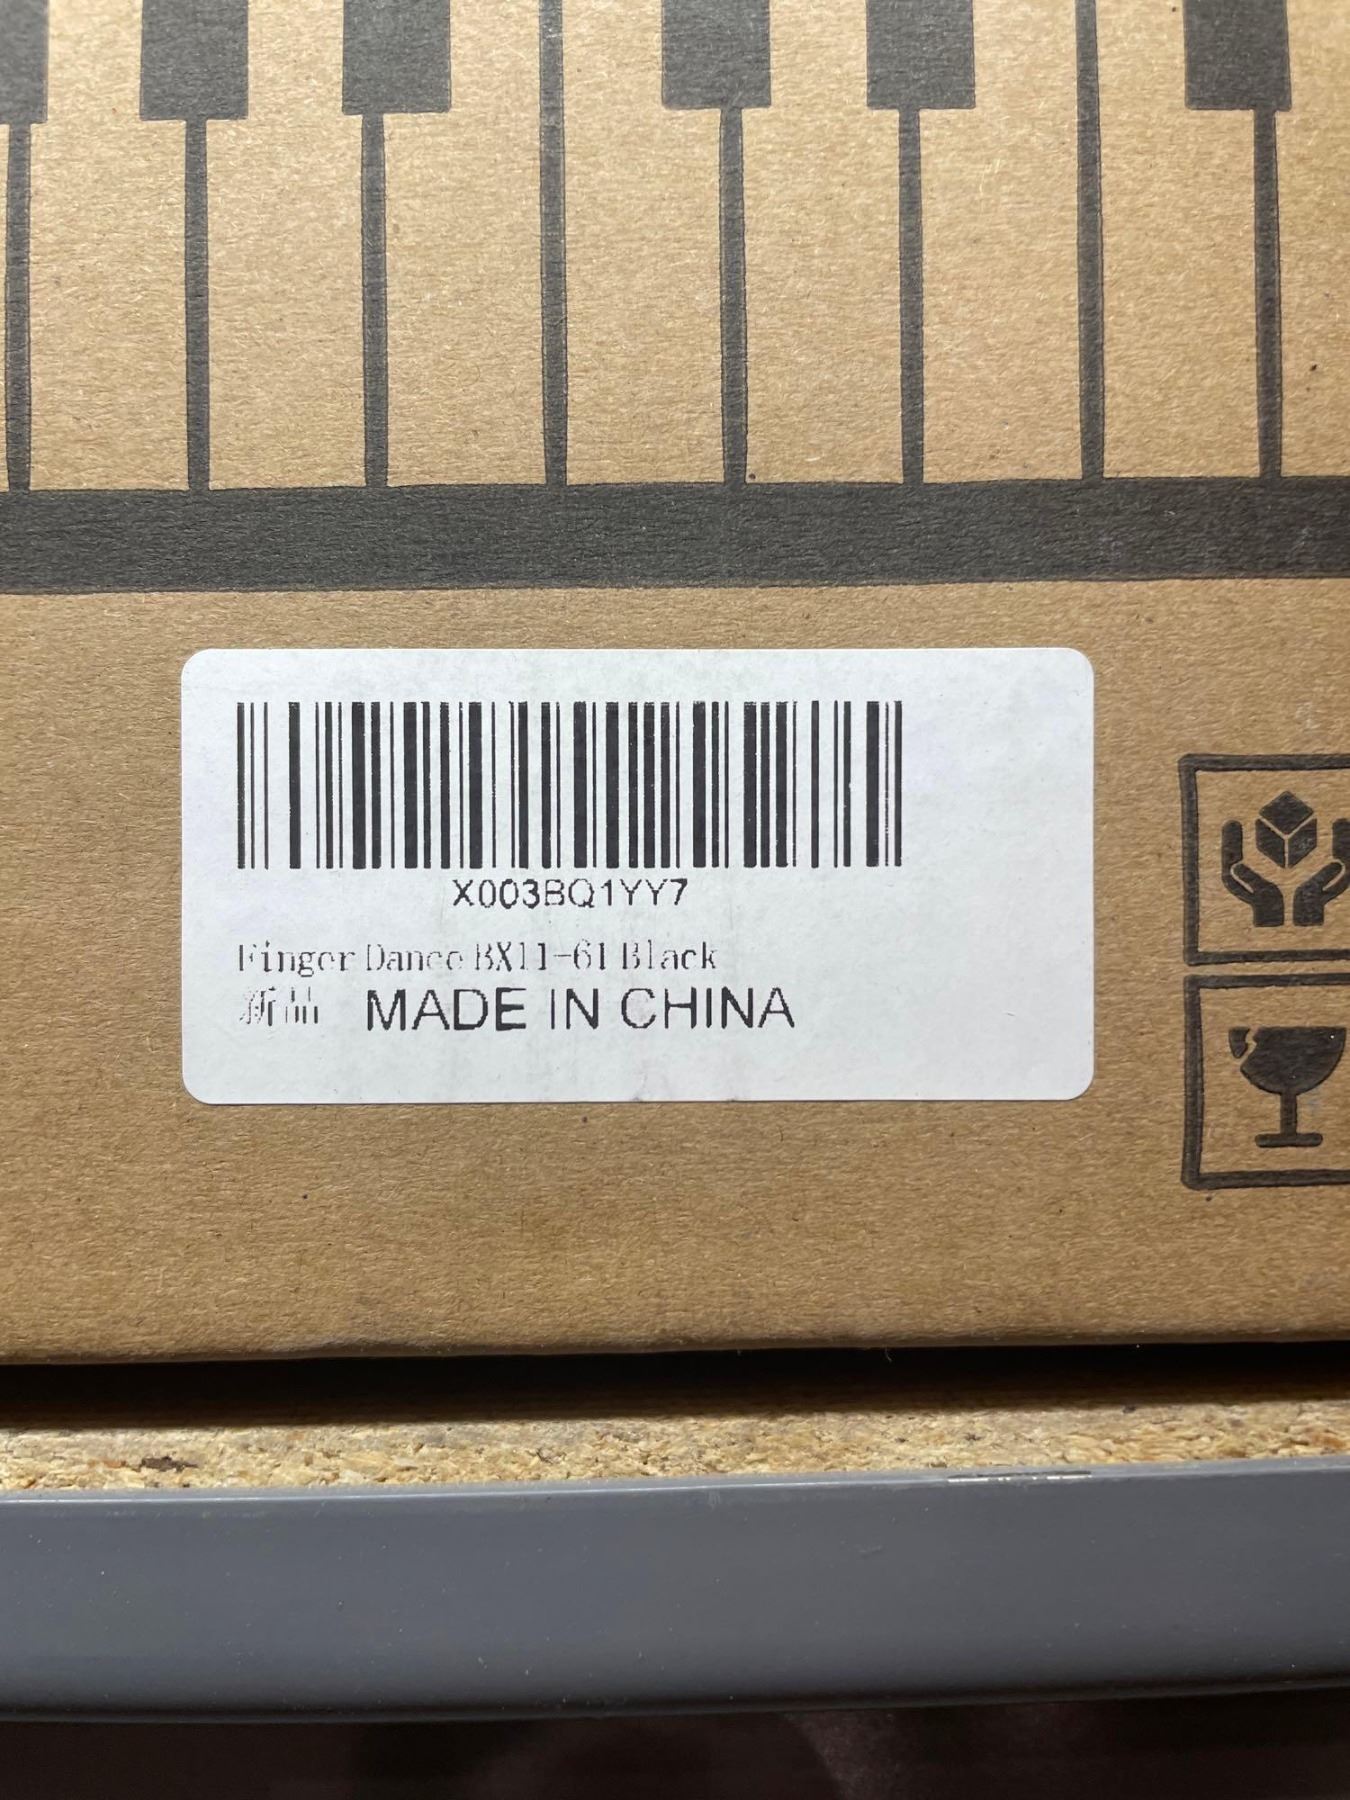 X003BQ1YY7
Finger Dance BX11-61 Black
新品 MADE IN CHINA